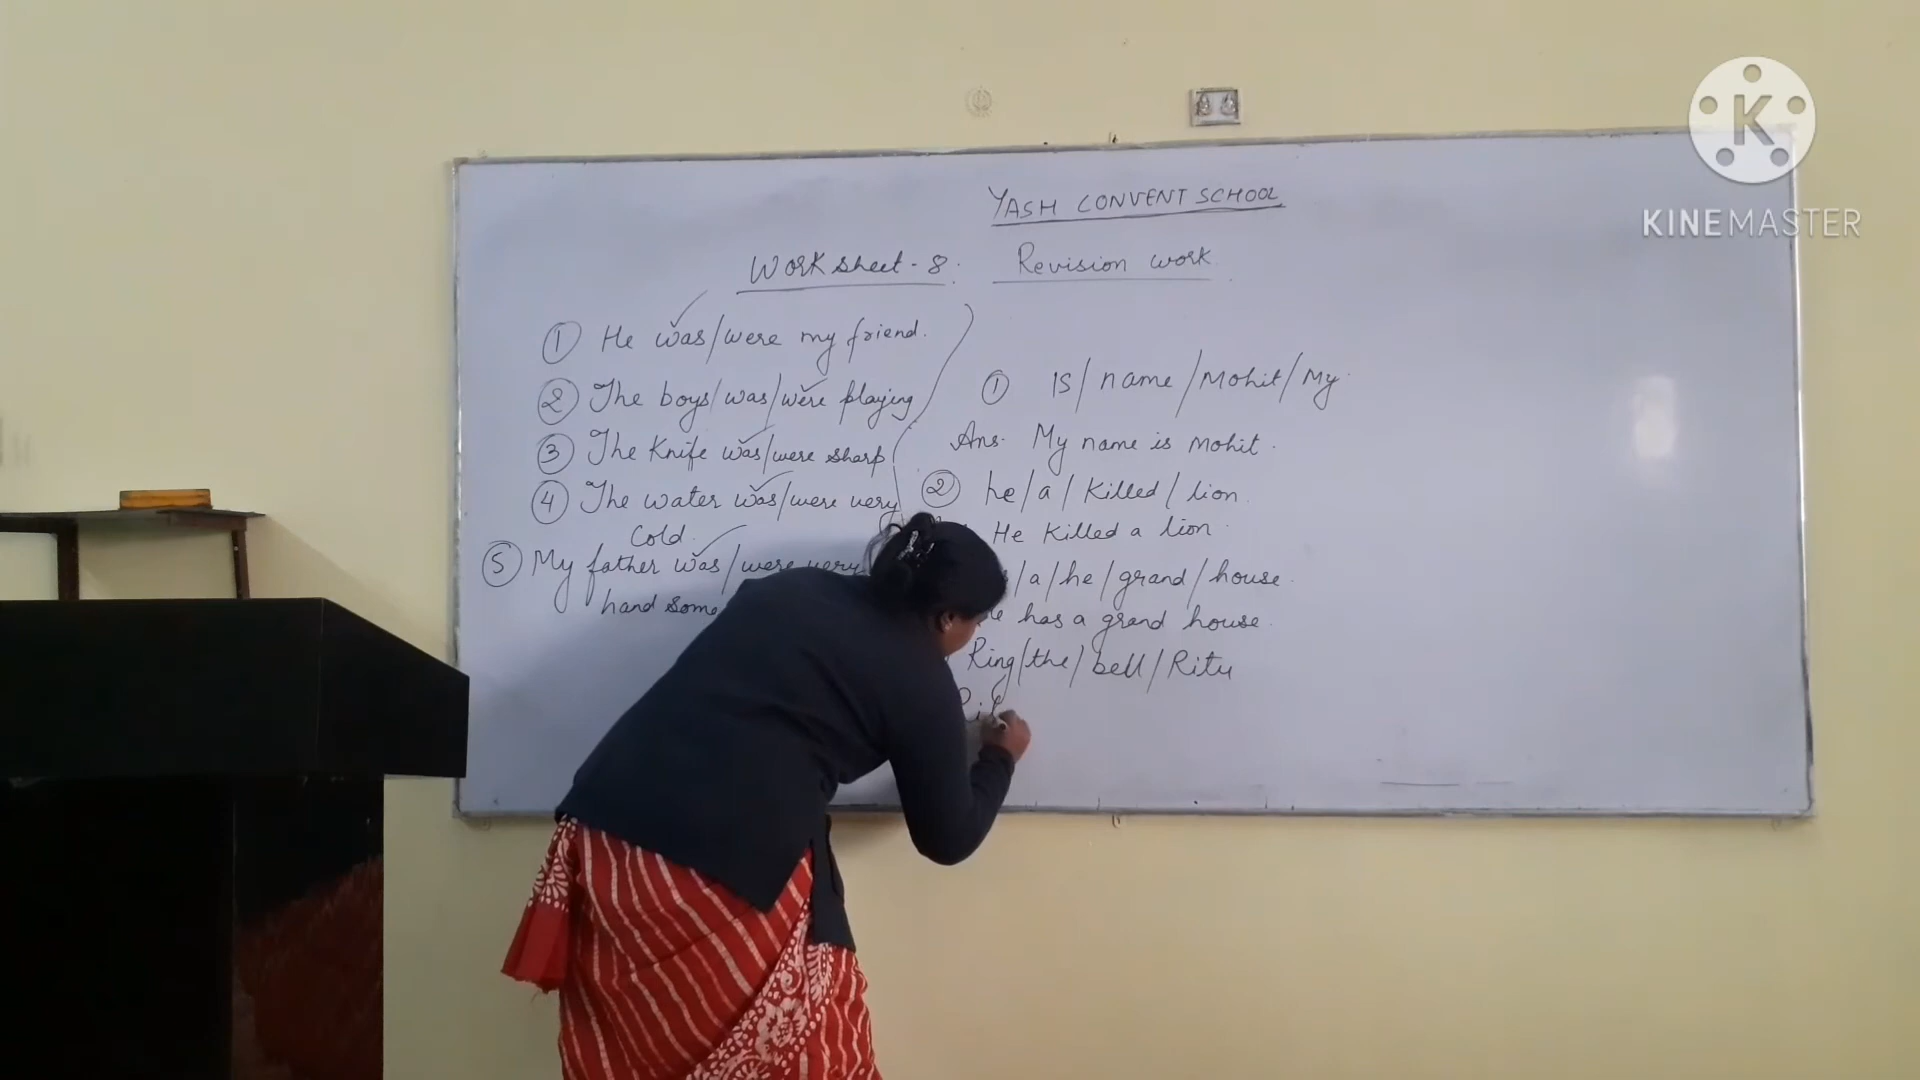 YASH CONVENT SCHOOL
Worksheet - 8.
Revision work.
① He was/were my friend.
② The boys/was/were playing
③ The Knife was/were sharp
④ The water was/were very
Cold.
⑤ My father was/were very
hand some
① IS/name/Mohit/My.
Ans. My name is Mohit.
② he/a/Killed/lion.
He Killed a lion.
/a/he/grand/house.
has a grand house.
Ring/the/bell/Ritu
K
KINEMASTER